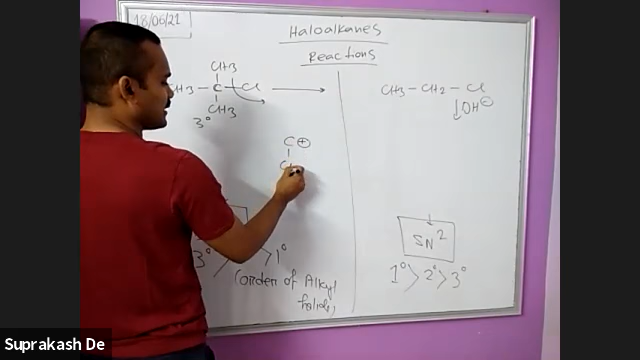 18/06/21
Haloalkanes
Reactions
CH3
CH3 — C — Cl
CH3
3°
C⊕
3° > > 1°
(order of Alkyl
halides)
CH3 — CH2 — Cl
OH⊖
SN2
1° > 2° > 3°
Suprakash De